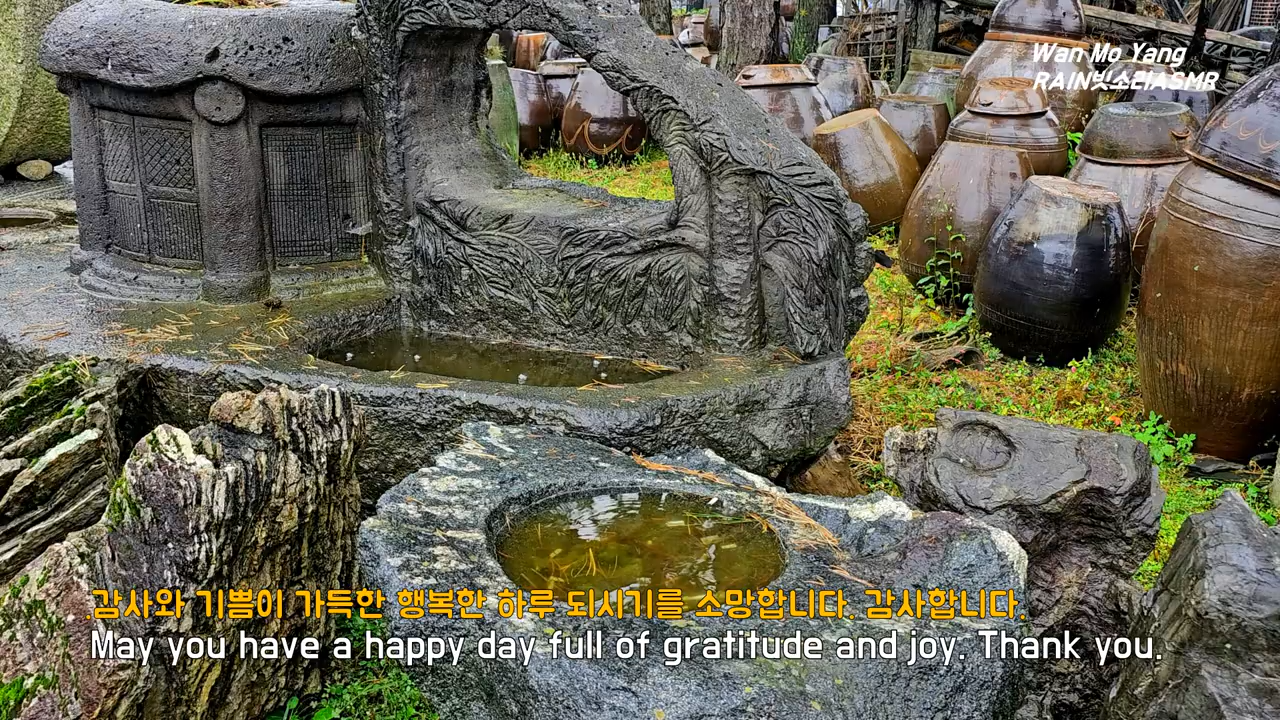 Wan Mo Yang
RAIN빗소리ASMR
.감사와 기쁨이 가득한 행복한 하루 되시기를 소망합니다. 감사합니다.
May you have a happy day full of gratitude and joy. Thank you.